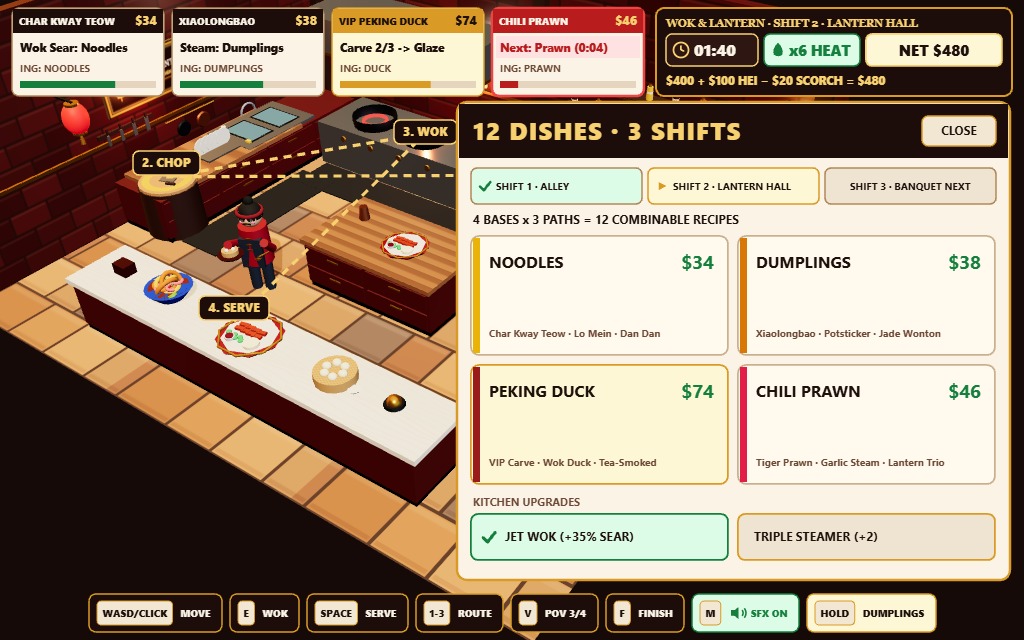 CHAR KWAY TEOW $34
Wok Sear: Noodles
ING: NOODLES
XIAOLONGBAO $38
Steam: Dumplings
ING: DUMPLINGS
VIP PEKING DUCK $74
Carve 2/3 -> Glaze
ING: DUCK
CHILI PRAWN $46
Next: Prawn (0:04)
ING: PRAWN
WOK & LANTERN · SHIFT 2 · LANTERN HALL
01:40
x6 HEAT
NET $480
$400 + $100 HEI – $20 SCORCH = $480
2. CHOP
3. WOK
4. SERVE
12 DISHES · 3 SHIFTS
CLOSE
SHIFT 1 · ALLEY
SHIFT 2 · LANTERN HALL
SHIFT 3 · BANQUET NEXT
4 BASES x 3 PATHS = 12 COMBINABLE RECIPES
NOODLES $34
Char Kway Teow · Lo Mein · Dan Dan
DUMPLINGS $38
Xiaolongbao · Potsticker · Jade Wonton
PEKING DUCK $74
VIP Carve · Wok Duck · Tea-Smoked
CHILI PRAWN $46
Tiger Prawn · Garlic Steam · Lantern Trio
KITCHEN UPGRADES
JET WOK (+35% SEAR)
TRIPLE STEAMER (+2)
WASD/CLICK MOVE
E WOK
SPACE SERVE
1-3 ROUTE
V POV 3/4
F FINISH
M SFX ON
HOLD DUMPLINGS